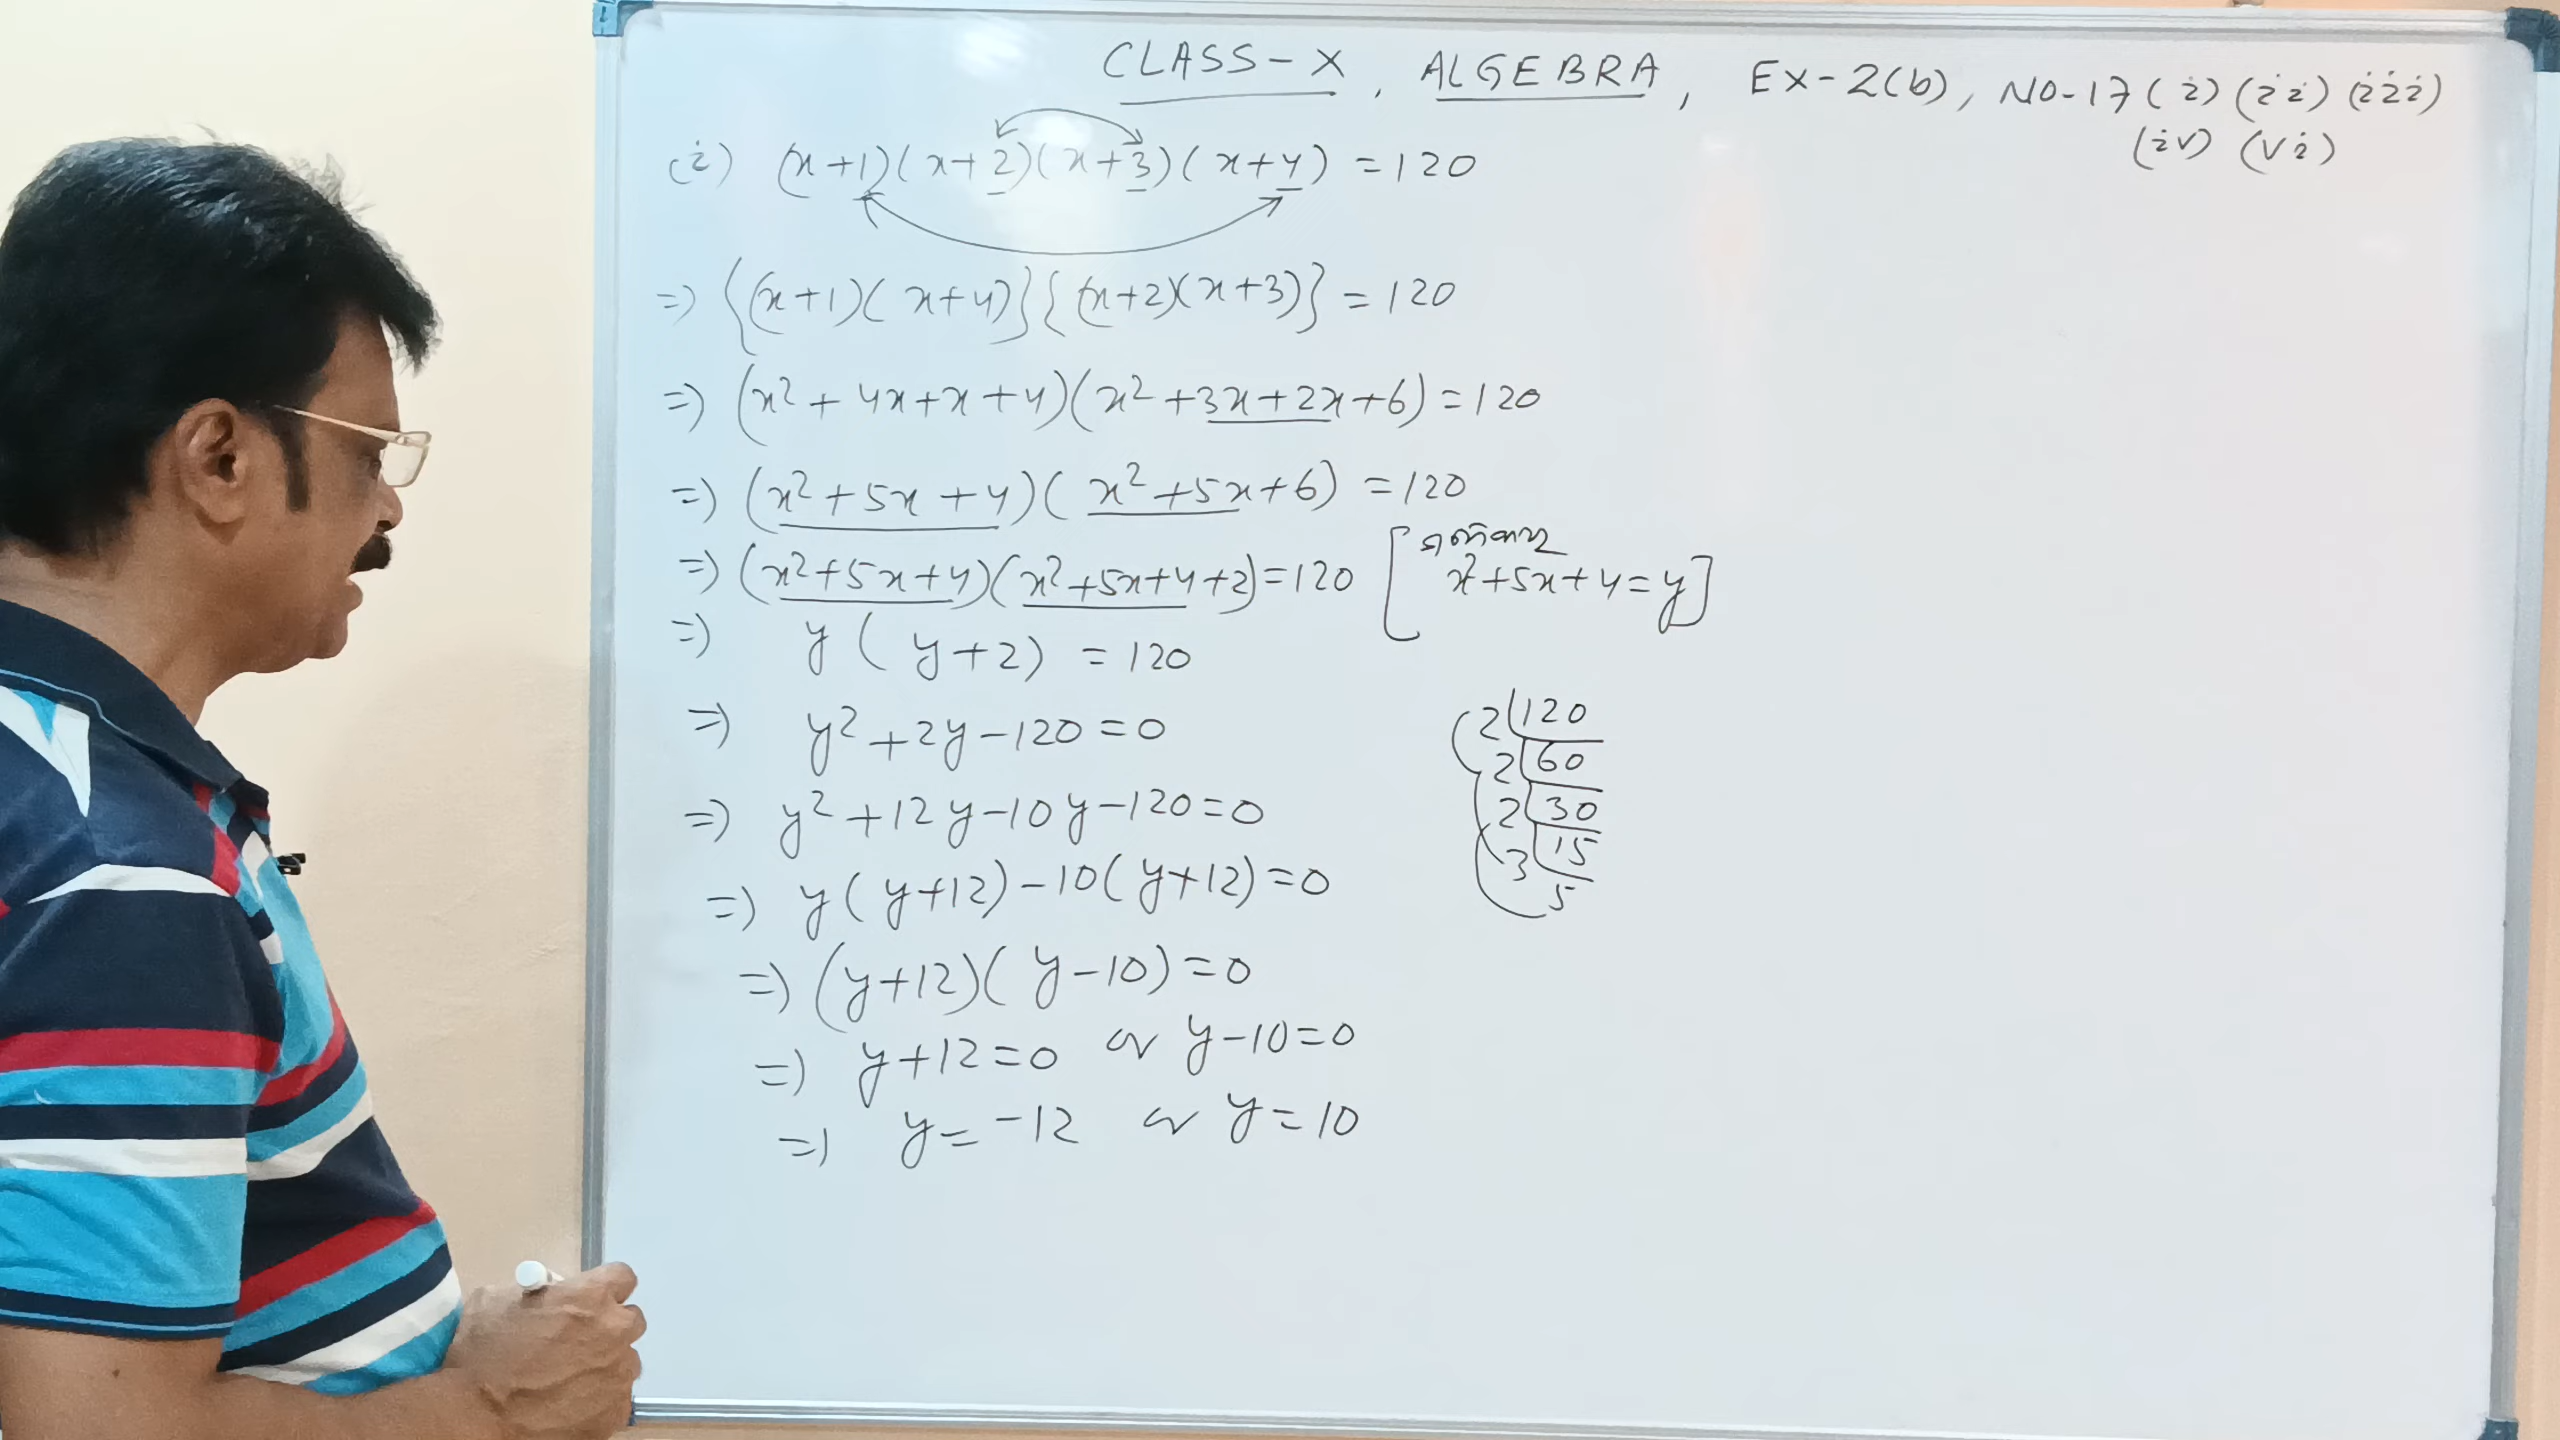 CLASS-X, ALGEBRA, EX-2(b), NO-17 (i) (ii) (iii)
(iv) (vi)
(i) (x+1)(x+2)(x+3)(x+4) =120
=> {(x+1)(x+4)}{(x+2)(x+3)} =120
=> (x²+4x+x+4)(x²+3x+2x+6)=120
=> (x²+5x+4)(x²+5x+6) =120
=> (x²+5x+4)(x²+5x+4+2)=120 [ x²+5x+4=y]
=> y(y+2) =120
=> y²+2y-120=0
=> y²+12y-10y-120=0
=> y(y+12)-10(y+12)=0
=> (y+12)(y-10)=0
=> y+12=0 or y-10=0
=> y=-12 or y=10
2 120
2 60
2 30
3 15
5